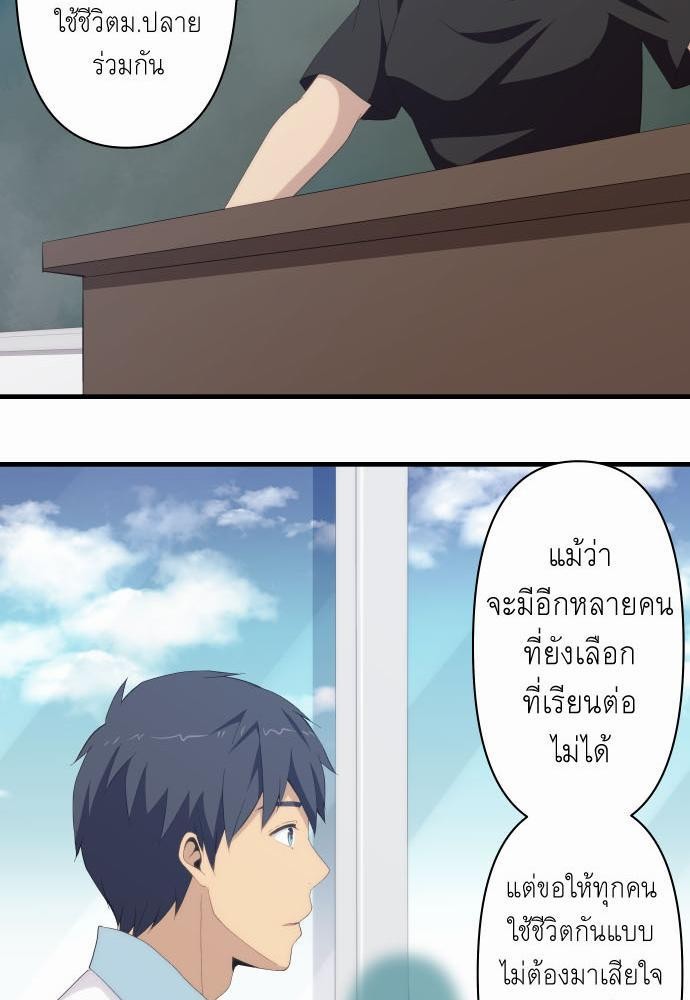 ใช้ชีวิตม.ปลาย
ร่วมกัน
แม้ว่า
จะมีอีกหลายคน
ที่ยังเลือก
ที่เรียนต่อ
ไม่ได้
แต่ขอให้ทุกคน
ใช้ชีวิตกันแบบ
ไม่ต้องมาเสียใจ